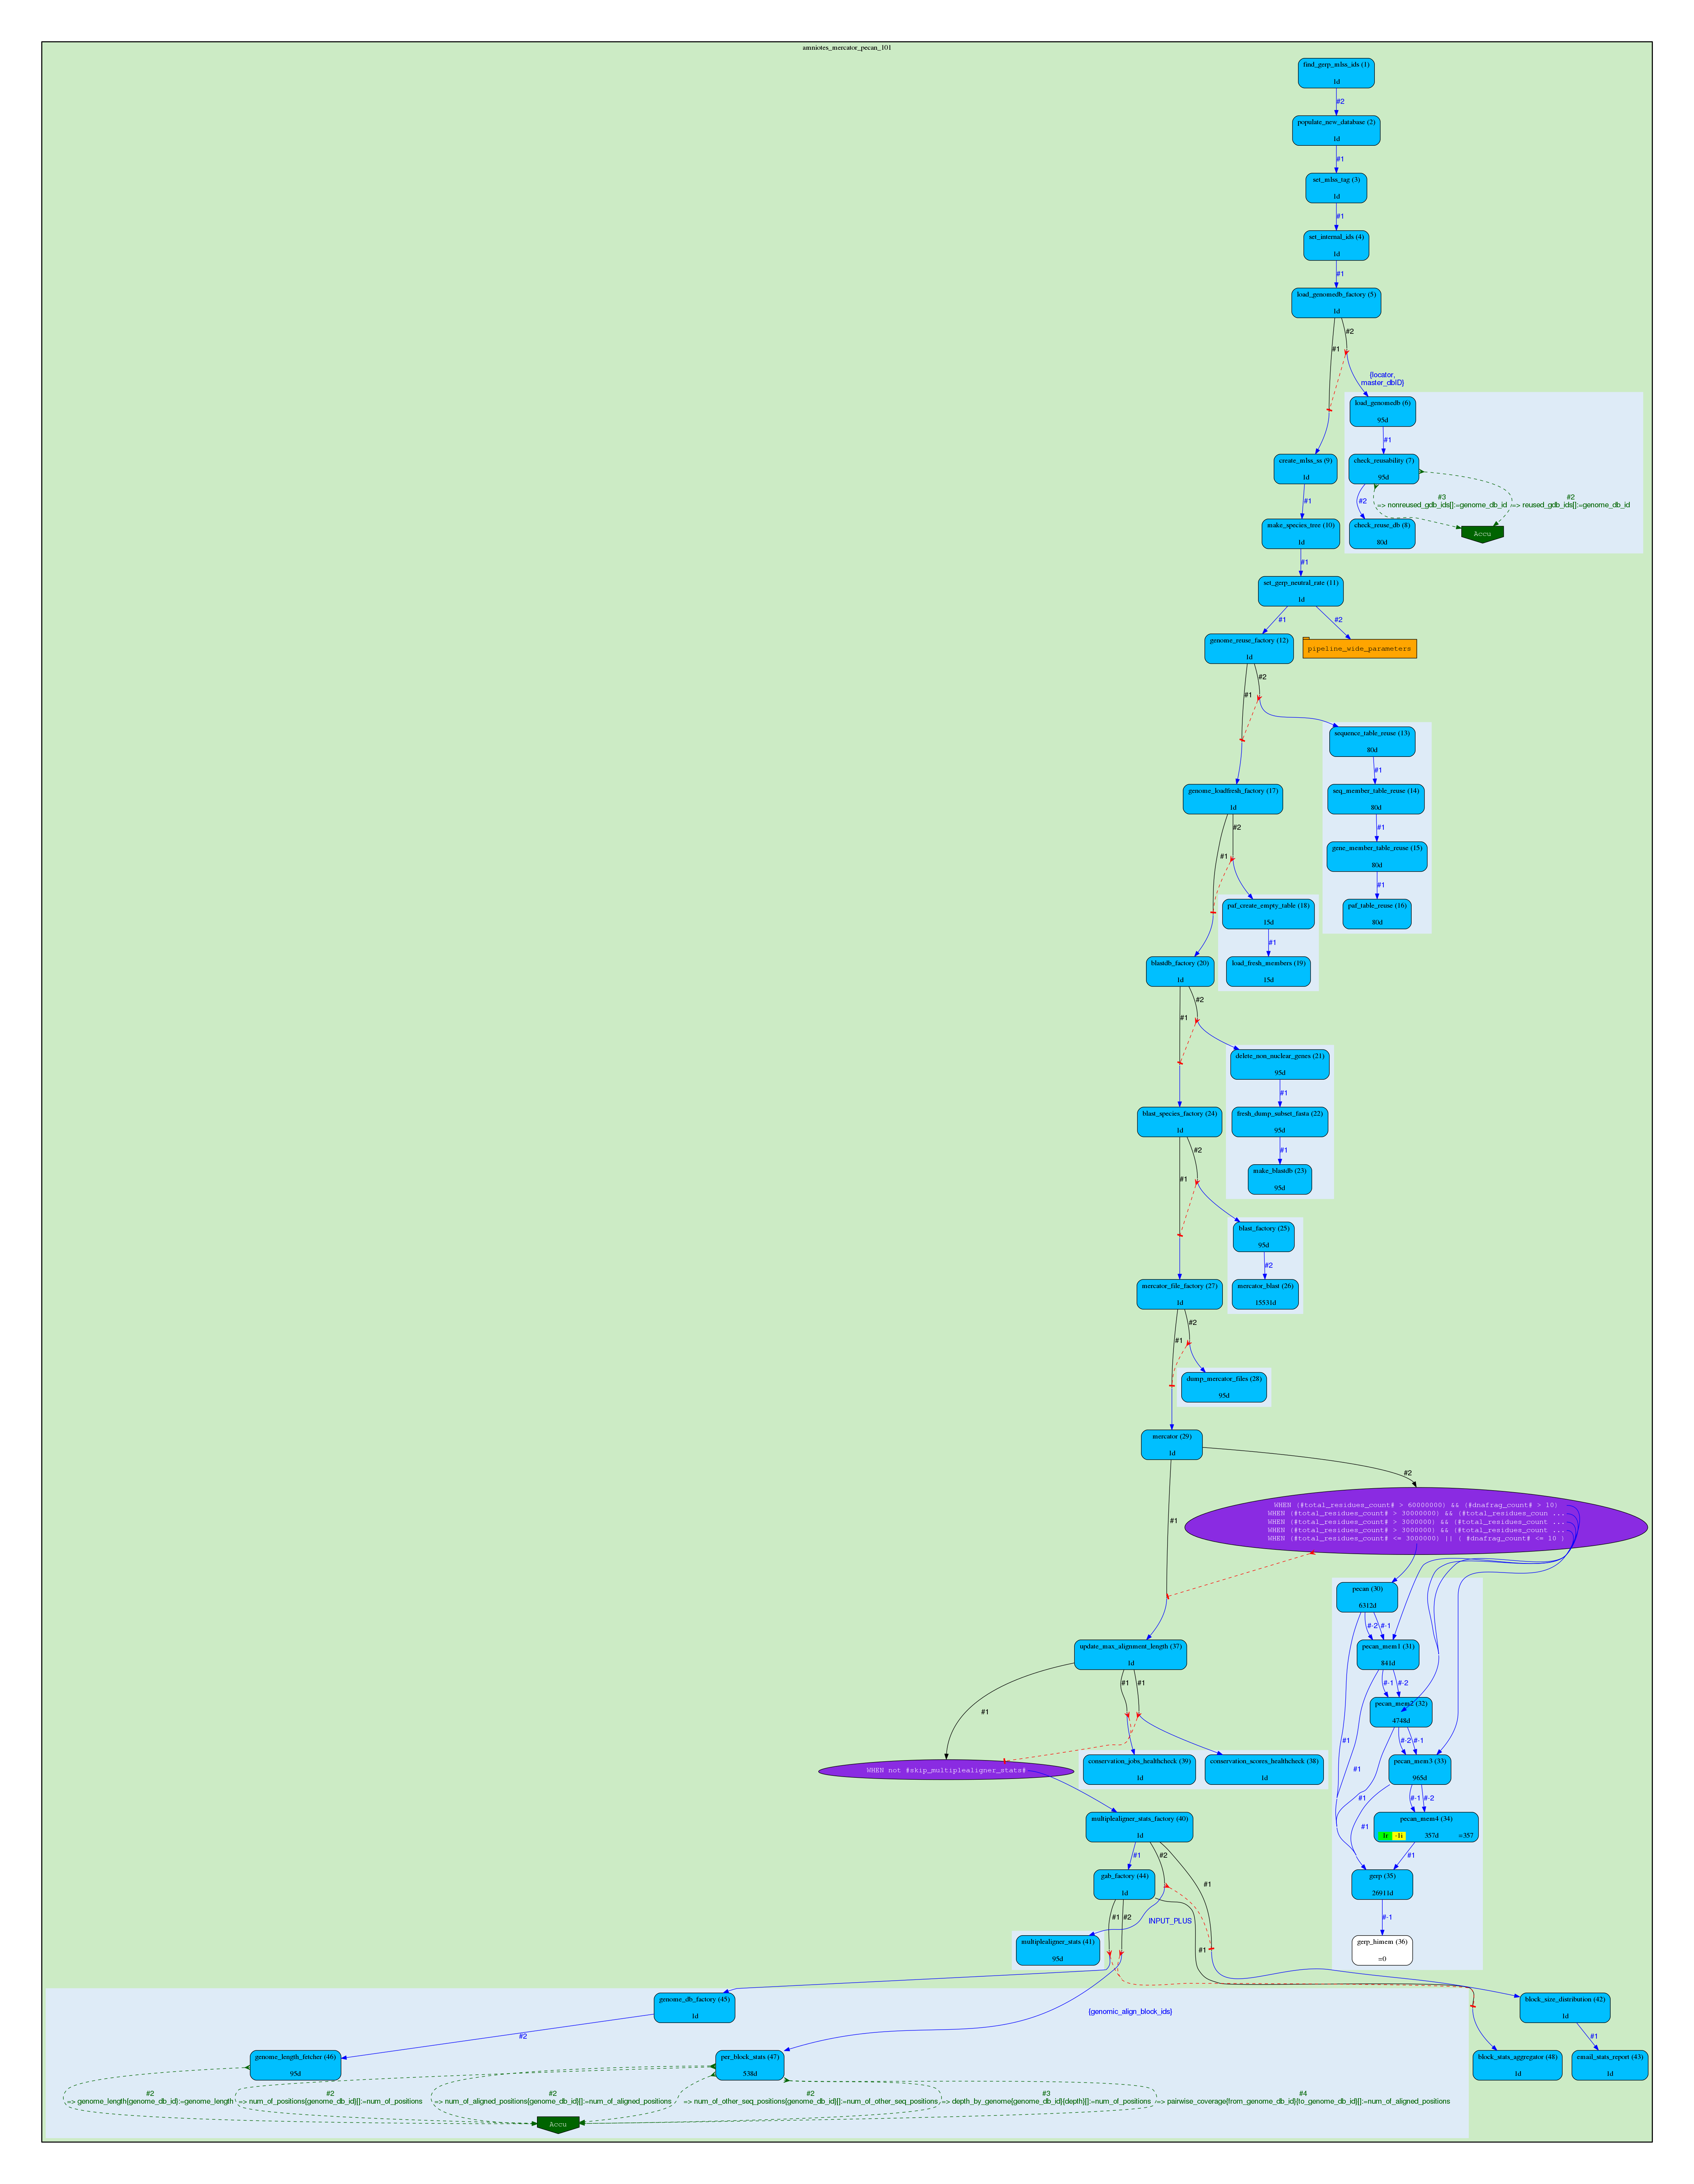 amniotes_mercator_pecan_101
find_gerp_mlss_ids (1)
1d
#2
populate_new_database (2)
1d
#1
set_mlss_tag (3)
1d
#1
set_internal_ids (4)
1d
#1
load_genomedb_factory (5)
1d
#2
#1
{locator,
master_dbID}
load_genomedb (6)
95d
#1
create_mlss_ss (9)
1d
check_reusability (7)
95d
#1
#2
#3
=> nonreused_gdb_ids[]:=genome_db_id
#2
=> reused_gdb_ids[]:=genome_db_id
make_species_tree (10)
1d
check_reuse_db (8)
80d
Accu
#1
set_gerp_neutral_rate (11)
1d
#1
#2
genome_reuse_factory (12)
1d
pipeline_wide_parameters
#2
#1
sequence_table_reuse (13)
80d
#1
genome_loadfresh_factory (17)
1d
seq_member_table_reuse (14)
80d
#2
#1
#1
gene_member_table_reuse (15)
80d
#1
paf_create_empty_table (18)
15d
paf_table_reuse (16)
80d
#1
blastdb_factory (20)
1d
load_fresh_members (19)
15d
#2
#1
delete_non_nuclear_genes (21)
95d
#1
blast_species_factory (24)
1d
fresh_dump_subset_fasta (22)
95d
#2
#1
#1
make_blastdb (23)
95d
blast_factory (25)
95d
#2
mercator_file_factory (27)
1d
mercator_blast (26)
15531d
#2
#1
dump_mercator_files (28)
95d
mercator (29)
1d
#2
#1
WHEN (#total_residues_count# > 60000000) && (#dnafrag_count# > 10)
WHEN (#total_residues_count# > 30000000) && (#total_residues_coun ...
WHEN (#total_residues_count# > 3000000) && (#total_residues_count ...
WHEN (#total_residues_count# > 3000000) && (#total_residues_count ...
WHEN (#total_residues_count# <= 3000000) || ( #dnafrag_count# <= 10 )
pecan (30)
6312d
#-2
#-1
update_max_alignment_length (37)
1d
pecan_mem1 (31)
841d
#1
#1
#-1
#-2
#1
pecan_mem2 (32)
4748d
#1
#-2
#-1
WHEN not #skip_multiplealigner_stats#
conservation_jobs_healthcheck (39)
1d
conservation_scores_healthcheck (38)
1d
#1
pecan_mem3 (33)
965d
#1
#-1
#-2
multiplealigner_stats_factory (40)
1d
#1
pecan_mem4 (34)
1r
-1i
357d
=357
#1
#2
#1
gab_factory (44)
1d
#1
gerp (35)
26911d
#1
#2
INPUT_PLUS
#-1
multiplealigner_stats (41)
95d
#1
gerp_himem (36)
=0
genome_db_factory (45)
1d
{genomic_align_block_ids}
block_size_distribution (42)
1d
#2
#1
genome_length_fetcher (46)
95d
per_block_stats (47)
538d
block_stats_aggregator (48)
1d
email_stats_report (43)
1d
#2
=> genome_length{genome_db_id}:=genome_length
#2
=> num_of_positions{genome_db_id}[]:=num_of_positions
#2
=> num_of_aligned_positions{genome_db_id}[]:=num_of_aligned_positions
#2
=> num_of_other_seq_positions{genome_db_id}[]:=num_of_other_seq_positions
#3
=> depth_by_genome{genome_db_id}{depth}[]:=num_of_positions
#4
=> pairwise_coverage{from_genome_db_id}{to_genome_db_id}[]:=num_of_aligned_positions
Accu